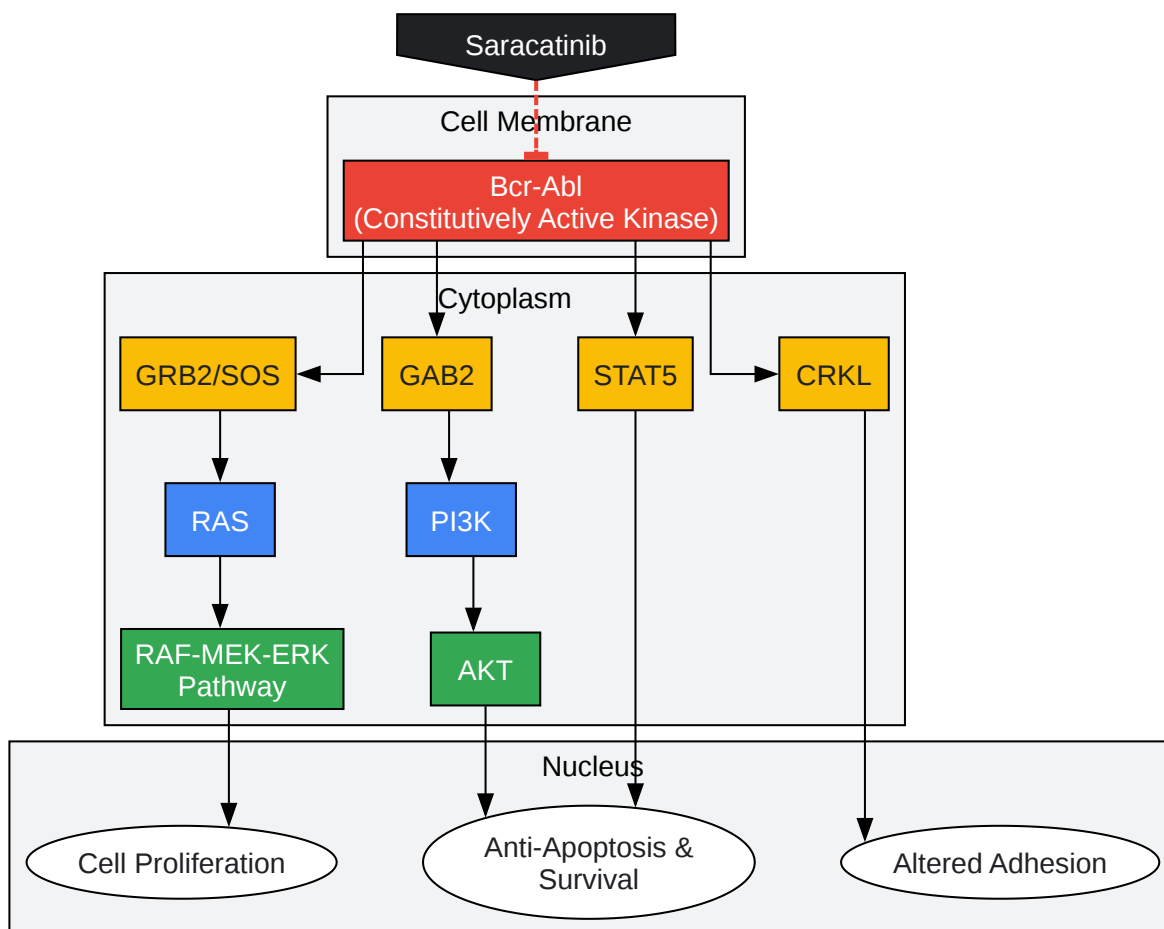 Saracatinib
Cell Membrane
Bcr-Abl
(Constitutively Active Kinase)
Cytoplasm
GRB2/SOS
GAB2
STAT5
CRKL
RAS
PI3K
RAF-MEK-ERK
Pathway
AKT
Nucleus
Cell Proliferation
Anti-Apoptosis &
Survival
Altered Adhesion